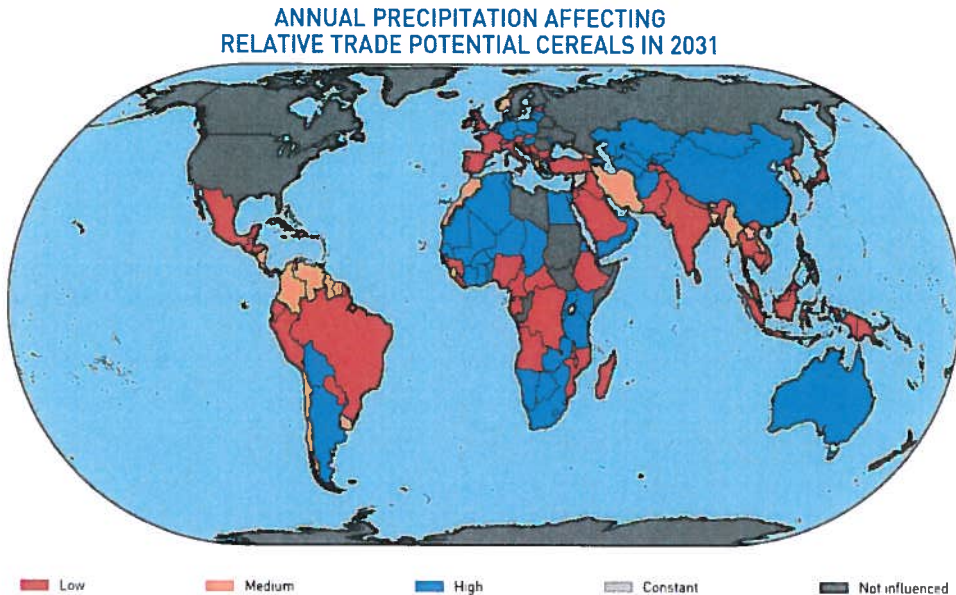 ANNUAL PRECIPITATION AFFECTING
RELATIVE TRADE POTENTIAL CEREALS IN 2031
Low
Medium
High
Constant
Not influenced